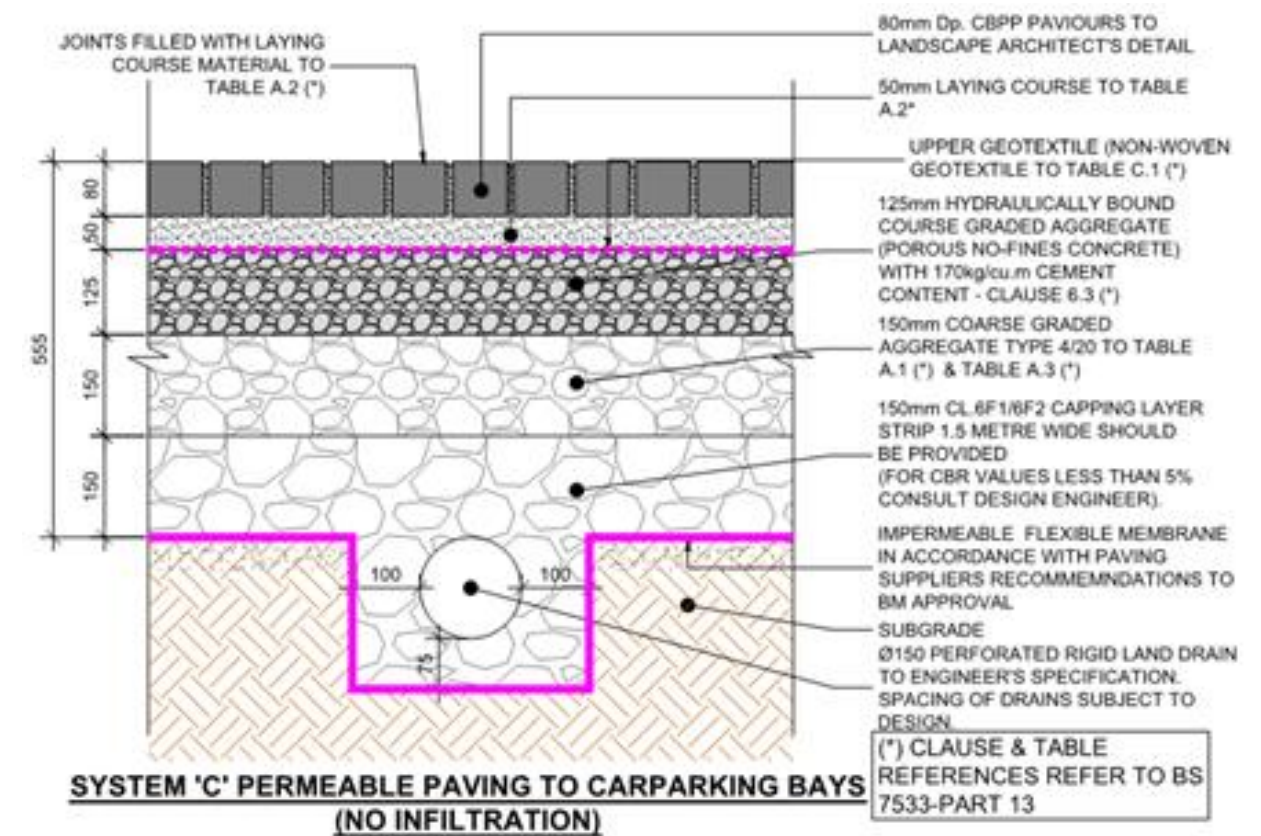 JOINTS FILLED WITH LAYING
COURSE MATERIAL TO
TABLE A.2 (*)
80mm Dp. CBPP PAVIOURS TO
LANDSCAPE ARCHITECT'S DETAIL
50mm LAYING COURSE TO TABLE
A.2*
UPPER GEOTEXTILE (NON-WOVEN
GEOTEXTILE TO TABLE C.1 (*)
125mm HYDRAULICALLY BOUND
COURSE GRADED AGGREGATE
(POROUS NO-FINES CONCRETE)
WITH 170kg/cu.m CEMENT
CONTENT - CLAUSE 6.3 (*)
150mm COARSE GRADED
AGGREGATE TYPE 4/20 TO TABLE
A.1 (*) & TABLE A.3 (*)
150mm CL.6F1/6F2 CAPPING LAYER
STRIP 1.5 METRE WIDE SHOULD
BE PROVIDED
(FOR CBR VALUES LESS THAN 5%
CONSULT DESIGN ENGINEER).
IMPERMEABLE FLEXIBLE MEMBRANE
IN ACCORDANCE WITH PAVING
SUPPLIERS RECOMMEMNDATIONS TO
BM APPROVAL
SUBGRADE
Ø150 PERFORATED RIGID LAND DRAIN
TO ENGINEER'S SPECIFICATION.
SPACING OF DRAINS SUBJECT TO
DESIGN.
(*) CLAUSE & TABLE
REFERENCES REFER TO BS
7533-PART 13
555
80
50
125
150
150
100
100
75
SYSTEM 'C' PERMEABLE PAVING TO CARPARKING BAYS
(NO INFILTRATION)